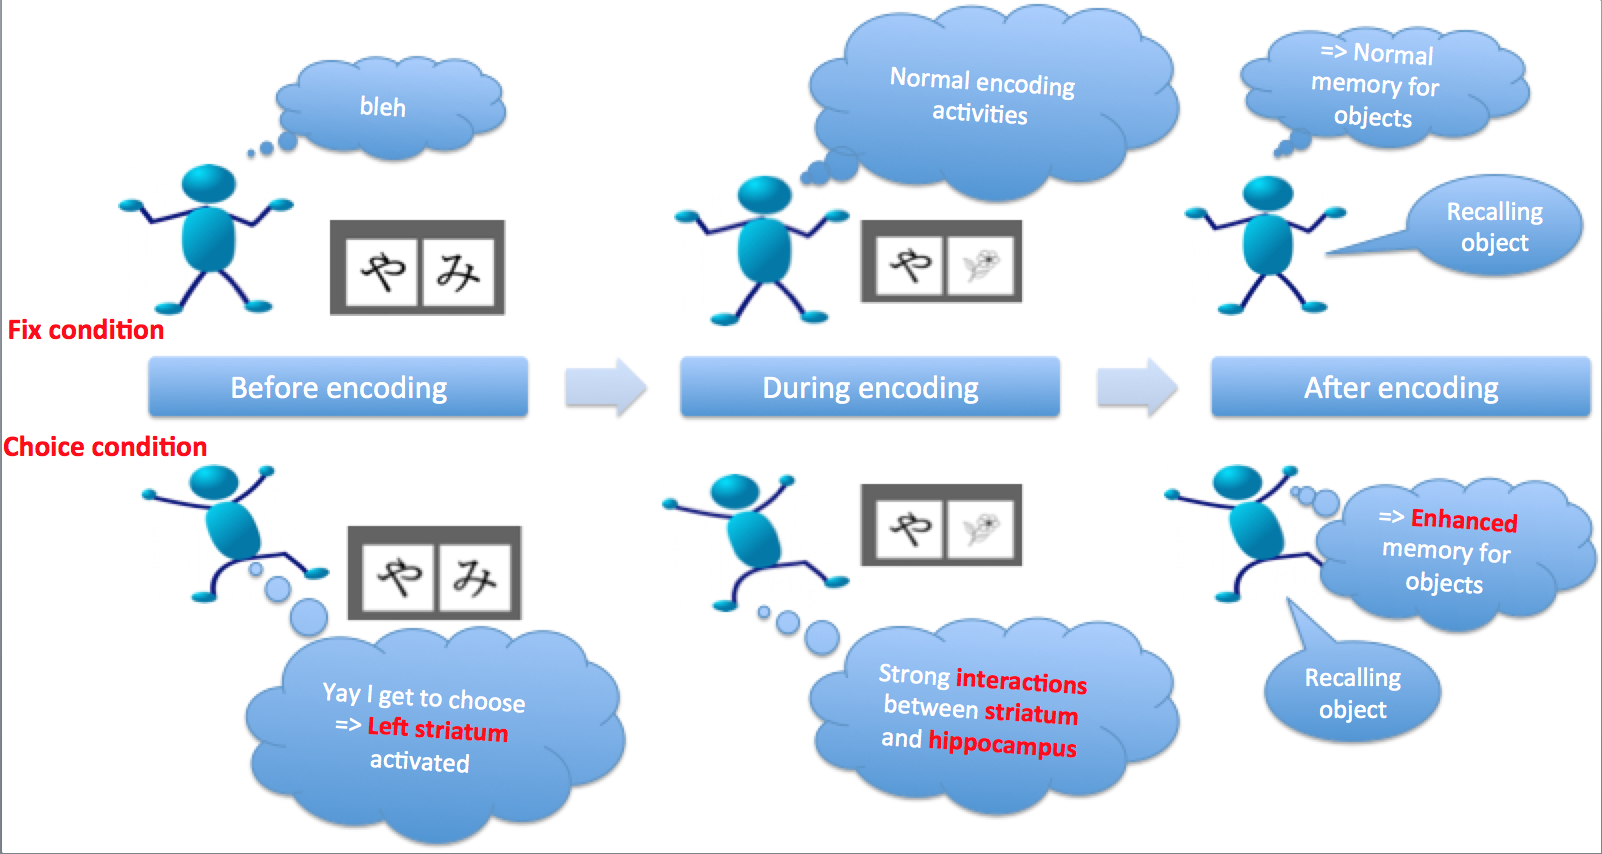 bleh
Normal encoding
activities
=> Normal
memory for
objects
Recalling
object
や み
や
Fix condition
Before encoding
During encoding
After encoding
Choice condition
や み
や
Yay I get to choose
=> Left striatum
activated
Strong interactions
between striatum
and hippocampus
=> Enhanced
memory for
objects
Recalling
object